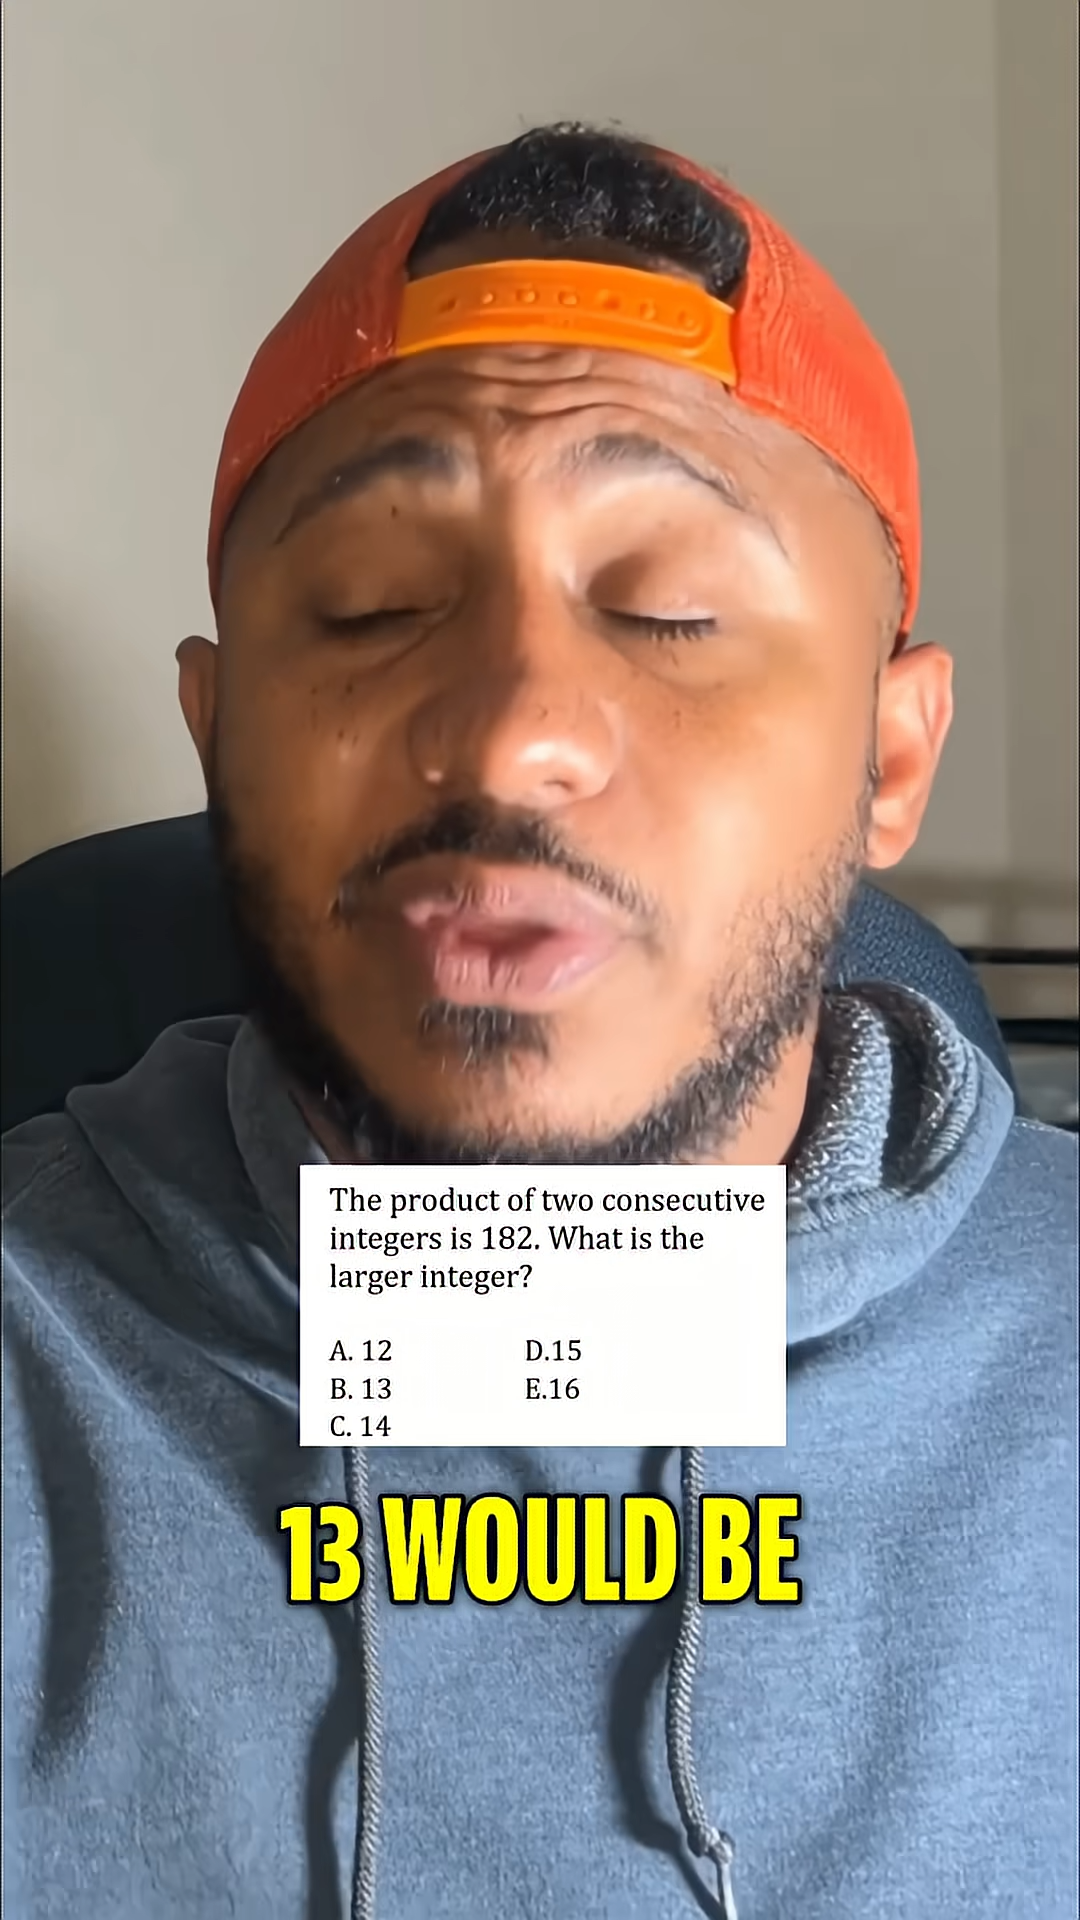 The product of two consecutive
integers is 182. What is the
larger integer?
A. 12
B. 13
C. 14
D.15
E.16
13 WOULD BE